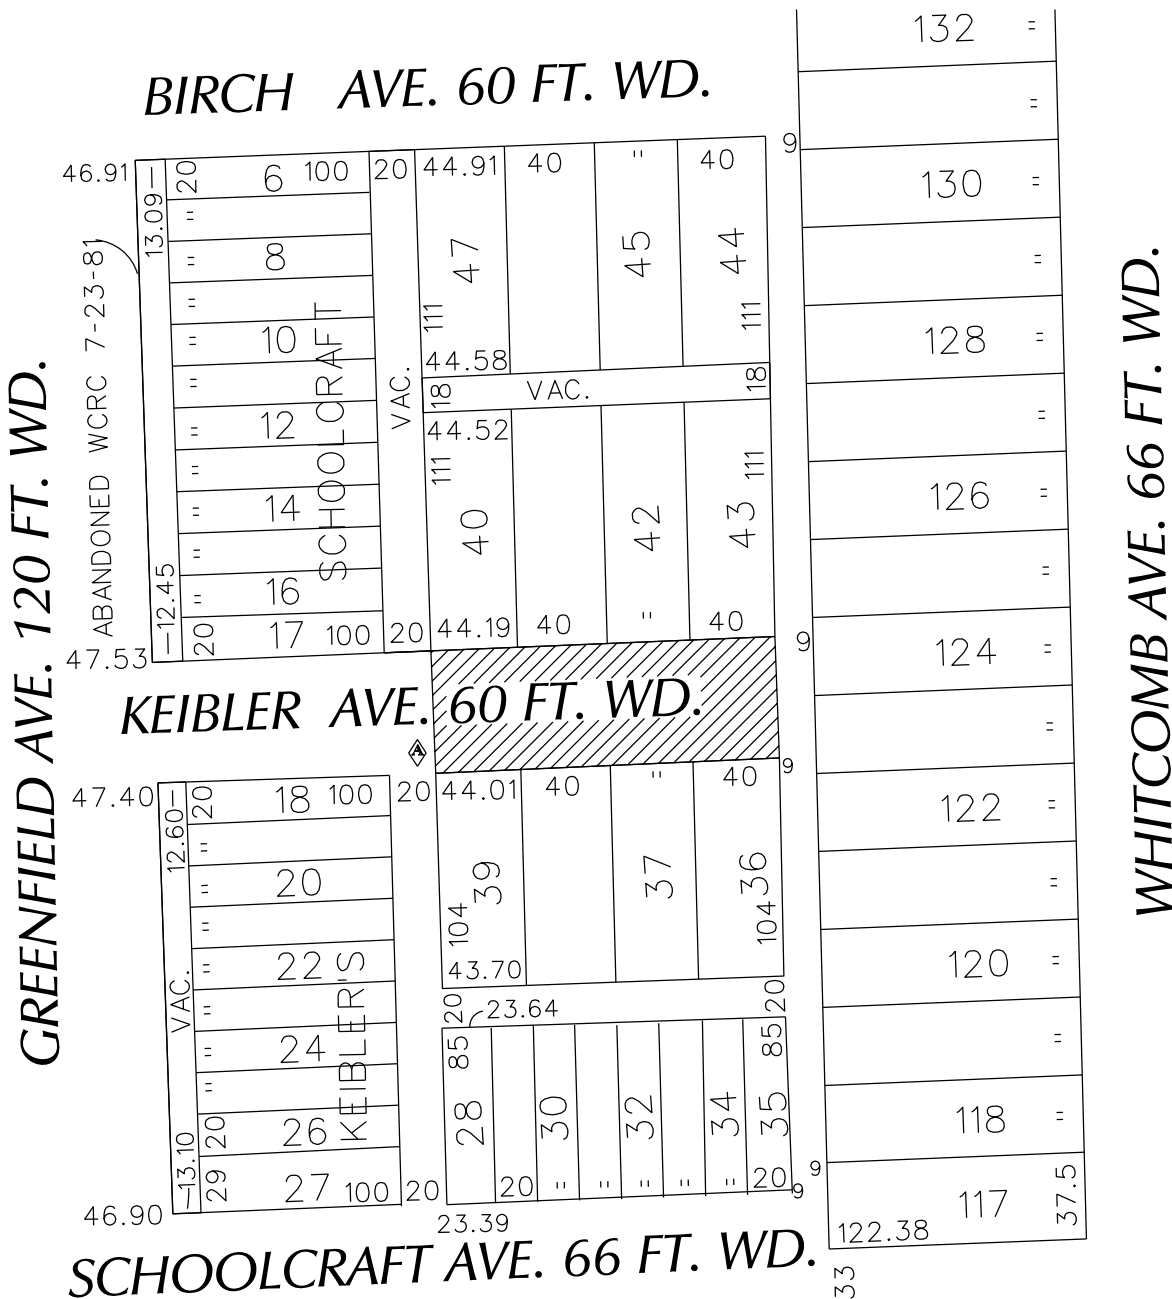 132 "
"
BIRCH AVE. 60 FT. WD.
9
46.91 13.09 20 6 100 20 44.91 40 " 40
130 "
"
8 "
47 45 44
"
"
ABANDONED WCRC 7-23-81
111 111
" 10
128 "
44.58
"
VAC.
18 VAC. 18
"
" 12
44.52
111 111
"
SCHOOLCRAFT
126 "
" 14
40 42 43
"
"
12.45 " 16
20 17 100 20 44.19 40 " 40
9
47.53
124 "
GREENFIELD AVE. 120 FT. WD.
WHITCOMB AVE. 66 FT. WD.
KEIBLER AVE. 60 FT. WD.
"
A
9
47.40 12.60 20 18 100 20 44.01 40 " 40
122 "
"
" 20
39 37 36
"
"
104 104
" 22
120 "
43.70
VAC.
"
20 23.64 20
" 24
KEIBLER'S
85 85
"
"
20 26
28 30 32 34 35
118 "
13.10 29 27 100 20 20 " " " " " 20
9
9
46.90
23.39
117 37.5
122.38
SCHOOLCRAFT AVE. 66 FT. WD.
33